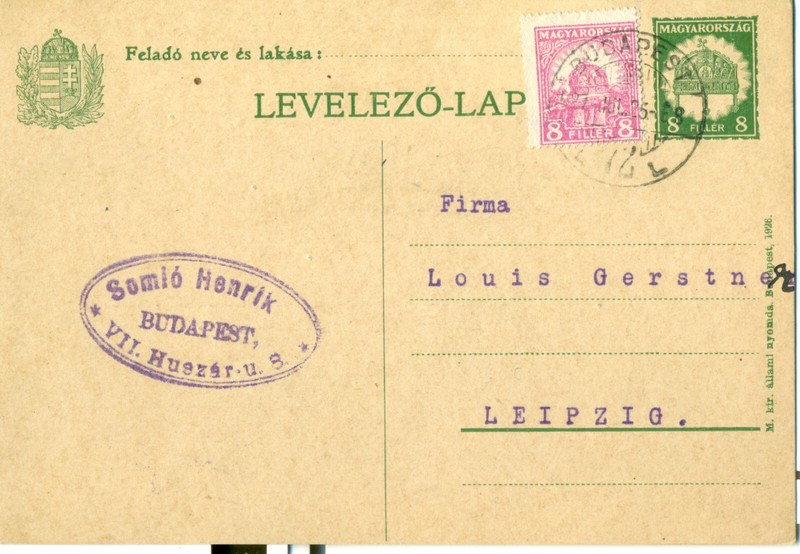 Feladó neve és lakása:
LEVELEZŐ-LAP
MAGYARORSZÁG
8 FILLÉR 8
MAGYARORSZÁG
8 FILLÉR 8
BUDAPEST
Firma
Louis Gerstner
LEIPZIG.
Somló Henrik
BUDAPEST,
VII. Huszár-u. 8.
M. kir. állami nyomda. Budapest, 1926.